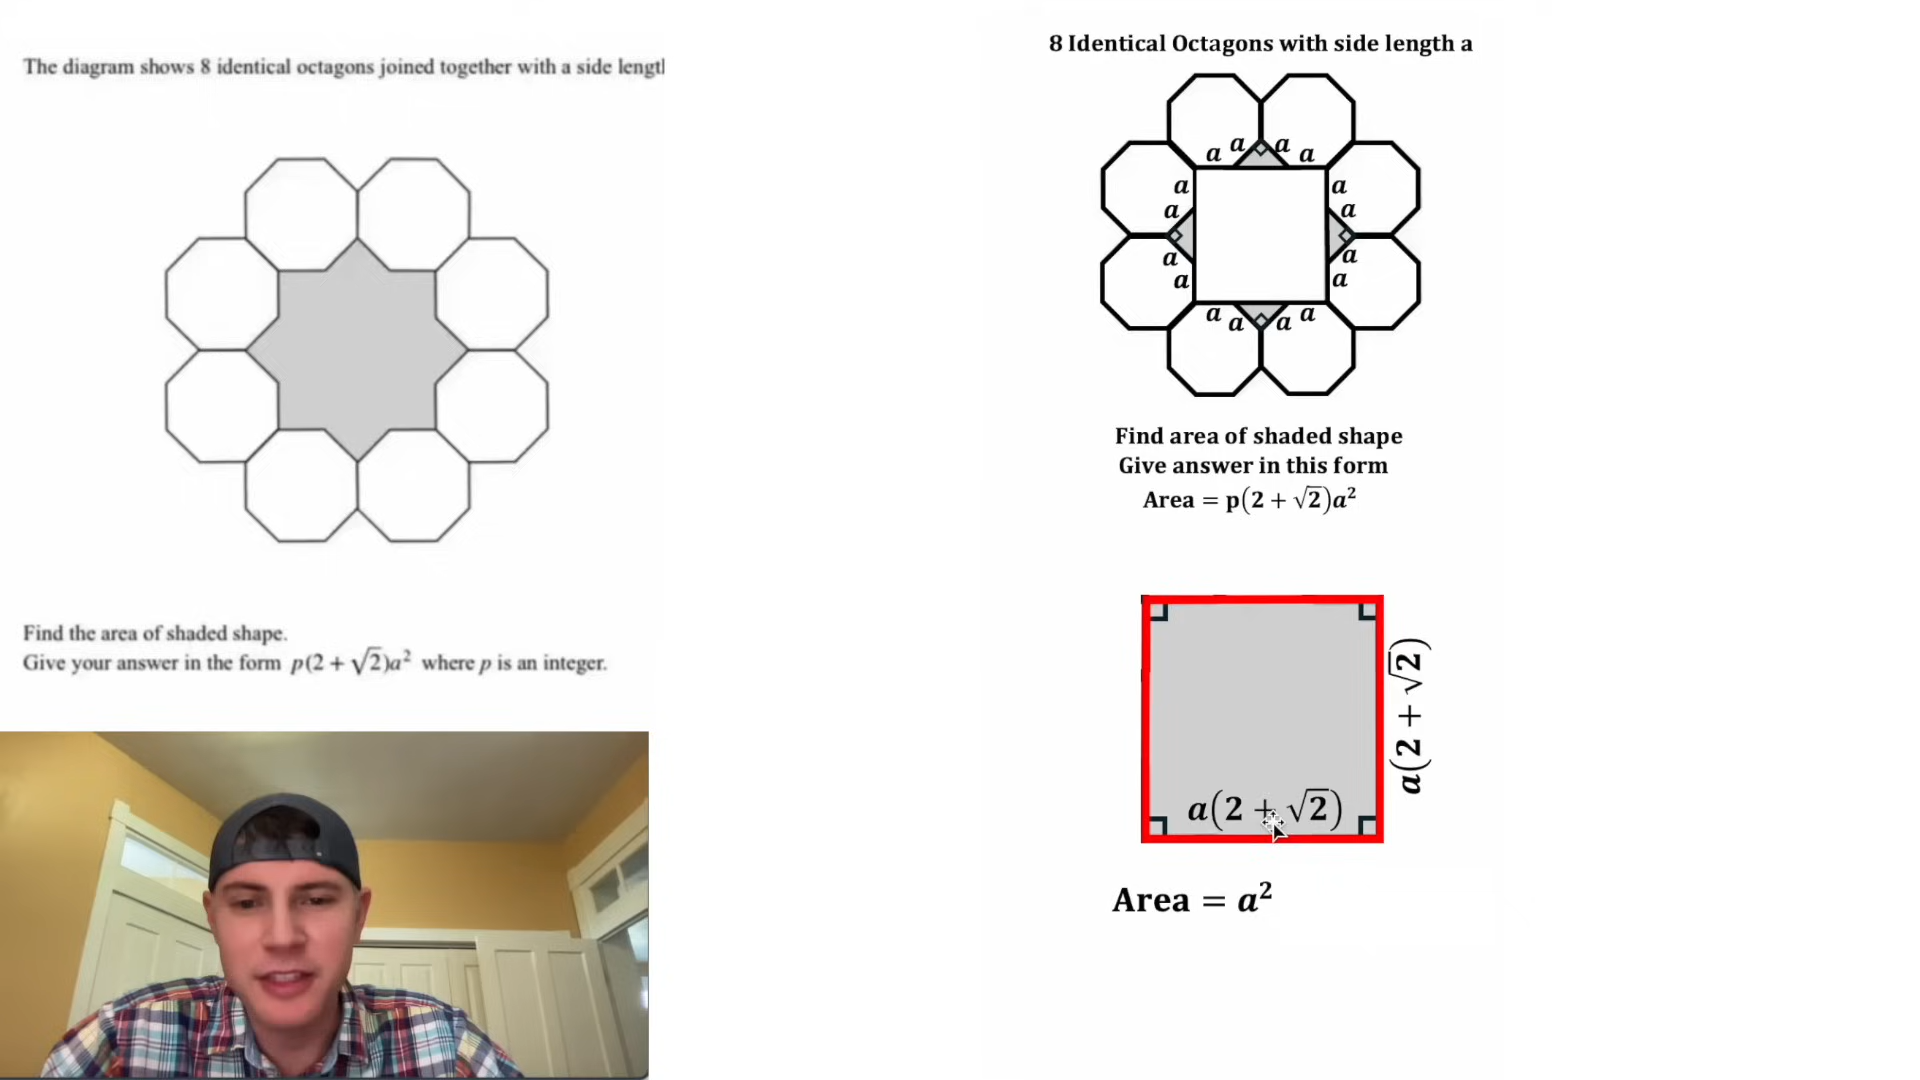 The diagram shows 8 identical octagons joined together with a side lengt
Find the area of shaded shape.
Give your answer in the form p(2 + √2)a² where p is an integer.
8 Identical Octagons with side length a
a a a a
a a
a a
a a
a a
a a a a
Find area of shaded shape
Give answer in this form
Area = p(2 + √2)a²
a(2 + √2)
a(2 + √2)
Area = a²